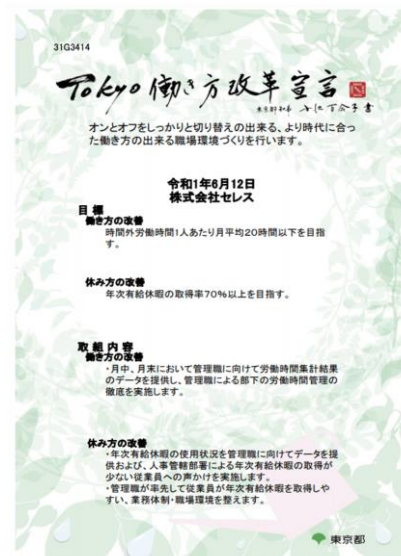 31G3414
Tokyo働き方改革宣言
東京都知事 小池百合子 書
オンとオフをしっかりと切り替えの出来る、より時代に合っ
た働き方の出来る職場環境づくりを行います。
令和1年6月12日
株式会社セレス
目 標
働き方の改善
時間外労働時間1人あたり月平均20時間以下を目指
す。
休み方の改善
年次有給休暇の取得率70%以上を目指す。
取 組 内 容
働き方の改善
・月中、月末において管理職に向けて労働時間集計結果
のデータを提供し、管理職による部下の労働時間管理の
徹底を実施します。
休み方の改善
・年次有給休暇の使用状況を管理職に向けてデータを提
供および、人事管轄部署による年次有給休暇の取得が
少ない従業員への声かけを実施します。
・管理職が率先して従業員が年次有給休暇を取得しや
すい、業務体制・職場環境を整えます。
東京都